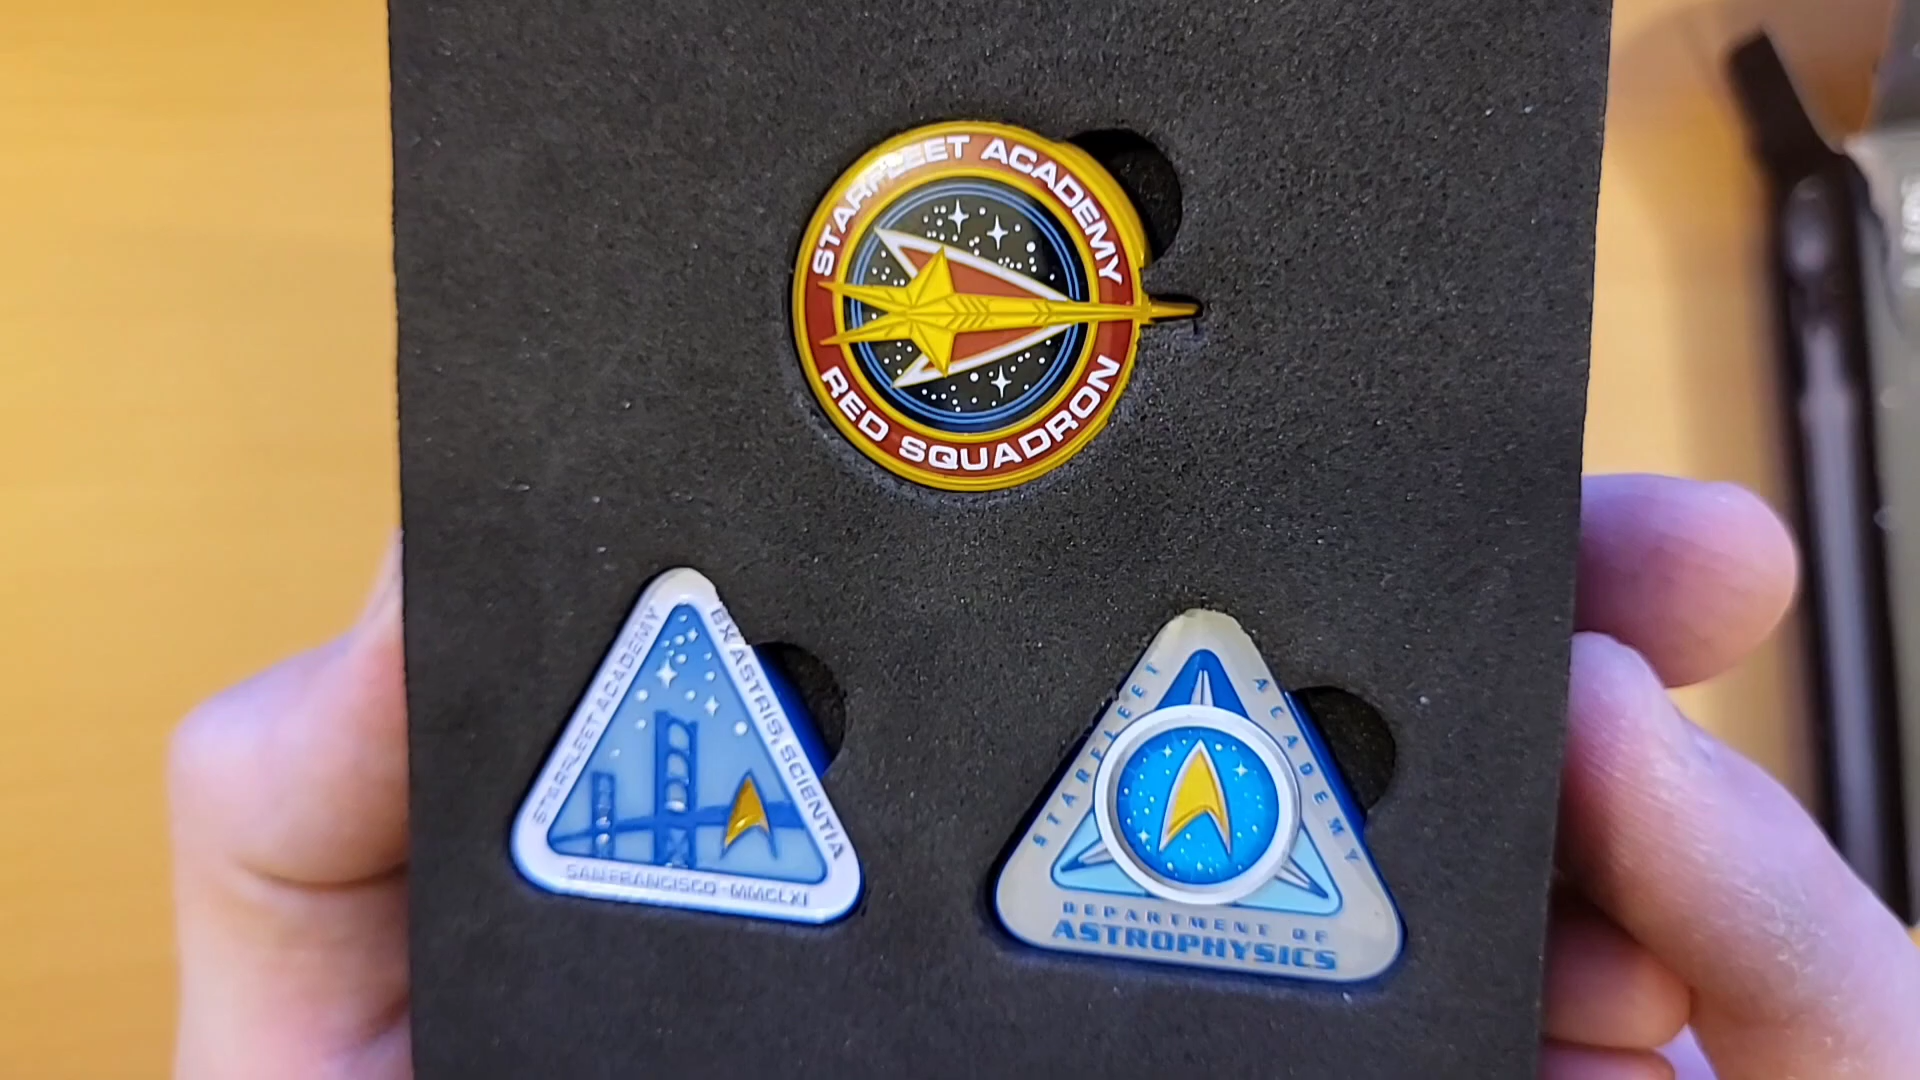 STARFLEET ACADEMY
RED SQUADRON
STARFLEET ACADEMY
EX ASTRIS, SCIENTIA
SAN FRANCISCO · MMCLXI
STARFLEET ACADEMY
DEPARTMENT OF
ASTROPHYSICS